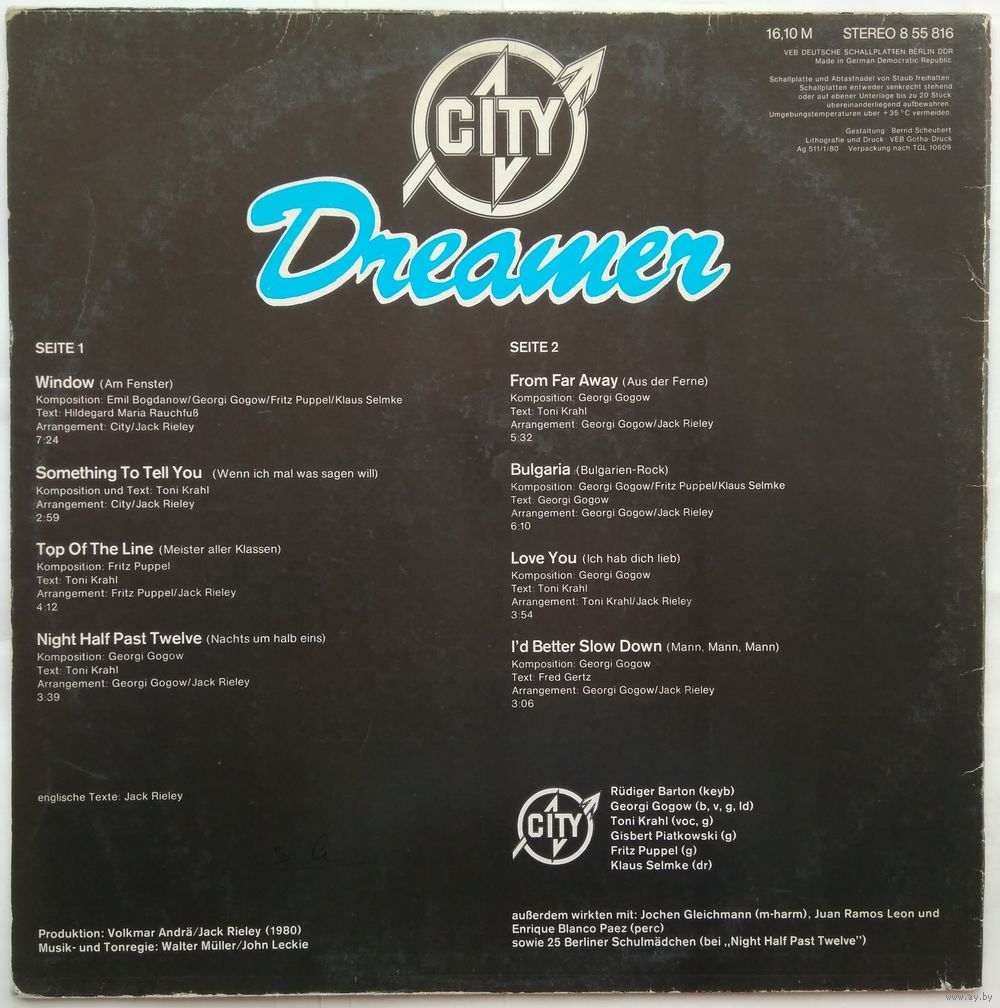 16,10 M STEREO 8 55 816
VEB DEUTSCHE SCHALLPLATTEN BERLIN DDR
Made in German Democratic Republic
Schallplatte und Abtastnadel von Staub freihalten.
Schallplatten entweder senkrecht stehend
oder auf ebener Unterlage bis zu 20 Stück
übereinanderliegend aufbewahren.
Umgebungstemperaturen über +35 °C vermeiden.
Gestaltung: Bernd Scheubert
Lithografie und Druck: VEB Gotha-Druck
Ag 511/1/80 Verpackung nach TGL 10609
CITY
Dreamer
SEITE 1
Window (Am Fenster)
Komposition: Emil Bogdanow/Georgi Gogow/Fritz Puppel/Klaus Selmke
Text: Hildegard Maria Rauchfuß
Arrangement: City/Jack Rieley
7:24
Something To Tell You (Wenn ich mal was sagen will)
Komposition und Text: Toni Krahl
Arrangement: City/Jack Rieley
2:59
Top Of The Line (Meister aller Klassen)
Komposition: Fritz Puppel
Text: Toni Krahl
Arrangement: Fritz Puppel/Jack Rieley
4:12
Night Half Past Twelve (Nachts um halb eins)
Komposition: Georgi Gogow
Text: Toni Krahl
Arrangement: Georgi Gogow/Jack Rieley
3:39
englische Texte: Jack Rieley
Produktion: Volkmar Andrä/Jack Rieley (1980)
Musik- und Tonregie: Walter Müller/John Leckie
SEITE 2
From Far Away (Aus der Ferne)
Komposition: Georgi Gogow
Text: Toni Krahl
Arrangement: Georgi Gogow/Jack Rieley
5:32
Bulgaria (Bulgarien-Rock)
Komposition: Georgi Gogow/Fritz Puppel/Klaus Selmke
Text: Georgi Gogow
Arrangement: Georgi Gogow/Jack Rieley
6:10
Love You (Ich hab dich lieb)
Komposition: Georgi Gogow
Text: Toni Krahl
Arrangement: Toni Krahl/Jack Rieley
3:54
I'd Better Slow Down (Mann, Mann, Mann)
Komposition: Georgi Gogow
Text: Fred Gertz
Arrangement: Georgi Gogow/Jack Rieley
3:06
CITY
Rüdiger Barton (keyb)
Georgi Gogow (b, v, g, ld)
Toni Krahl (voc, g)
Gisbert Piatkowski (g)
Fritz Puppel (g)
Klaus Selmke (dr)
außerdem wirkten mit: Jochen Gleichmann (m-harm), Juan Ramos Leon und
Enrique Blanco Paez (perc)
sowie 25 Berliner Schulmädchen (bei „Night Half Past Twelve")
www.ay.by